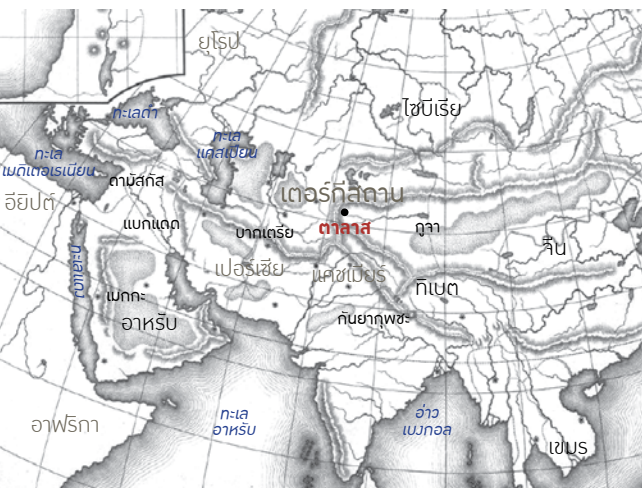 ยุโรป
ไซบีเรีย
ทะเลดำ
ทะเล
แคสเปียน
ทะเล
เมดิเตอเรเนียน
ดามัสกัส
เตอร์กีสถาน
อียิปต์
แบกแดด
บากเตรีย
ตาลาส
กูจา
จีน
ทะเลแดง
เปอร์เซีย
แคชเมียร์
ทิเบต
เมกกะ
อาหรับ
กันยากุพชะ
อาฟริกา
ทะเล
อาหรับ
อ่าว
เบงกอล
เขมร